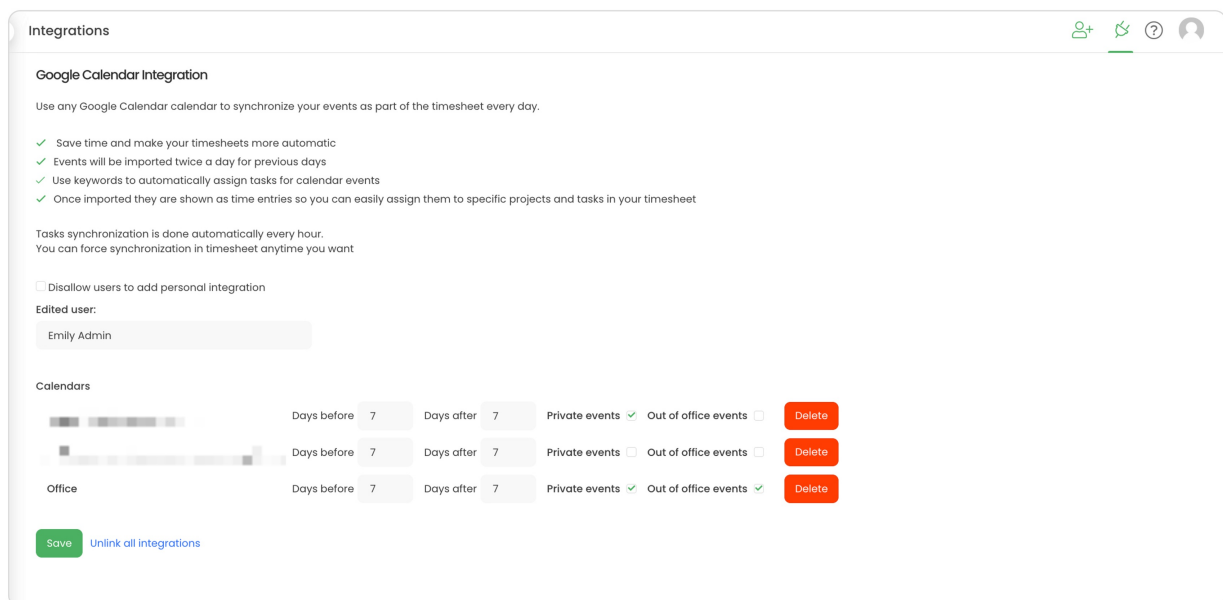 Integrations
Google Calendar Integration
Use any Google Calendar calendar to synchronize your events as part of the timesheet every day.
Save time and make your timesheets more automatic
Events will be imported twice a day for previous days
Use keywords to automatically assign tasks for calendar events
Once imported they are shown as time entries so you can easily assign them to specific projects and tasks in your timesheet
Tasks synchronization is done automatically every hour.
You can force synchronization in timesheet anytime you want
Disallow users to add personal integration
Edited user:
Emily Admin
Calendars
Days before 7 Days after 7 Private events Out of office events Delete
Days before 7 Days after 7 Private events Out of office events Delete
Office Days before 7 Days after 7 Private events Out of office events Delete
Save Unlink all integrations